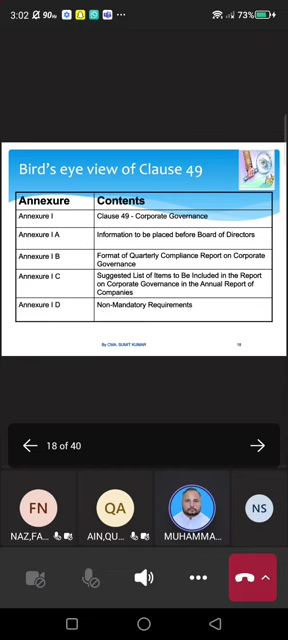 3:02 90% 73%
Bird's eye view of Clause 49
Annexure Contents
Annexure I Clause 49 - Corporate Governance
Annexure I A Information to be placed before Board of Directors
Annexure I B Format of Quarterly Compliance Report on Corporate
Governance
Annexure I C Suggested List of Items to Be Included in the Report
on Corporate Governance in the Annual Report of
Companies
Annexure I D Non-Mandatory Requirements
By CMA. SUMIT KUMAR 18
18 of 40
FN QA NS
NAZ,FA... AIN,QU... MUHAMMA...